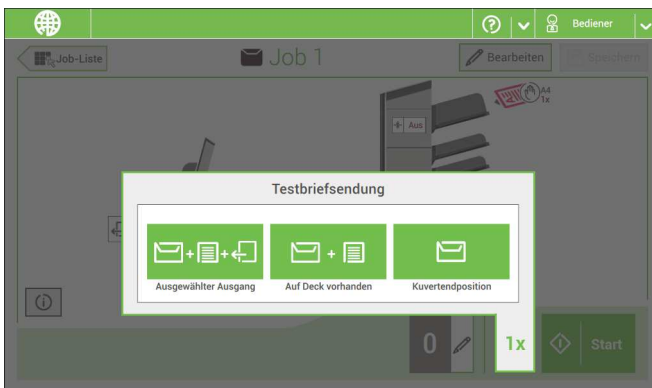 Bediener
Job-Liste
Job 1
Bearbeiten
Speichern
A4
1x
Aus
Testbriefsendung
Ausgewählter Ausgang
Auf Deck vorhanden
Kuvertendposition
0
1x
Start